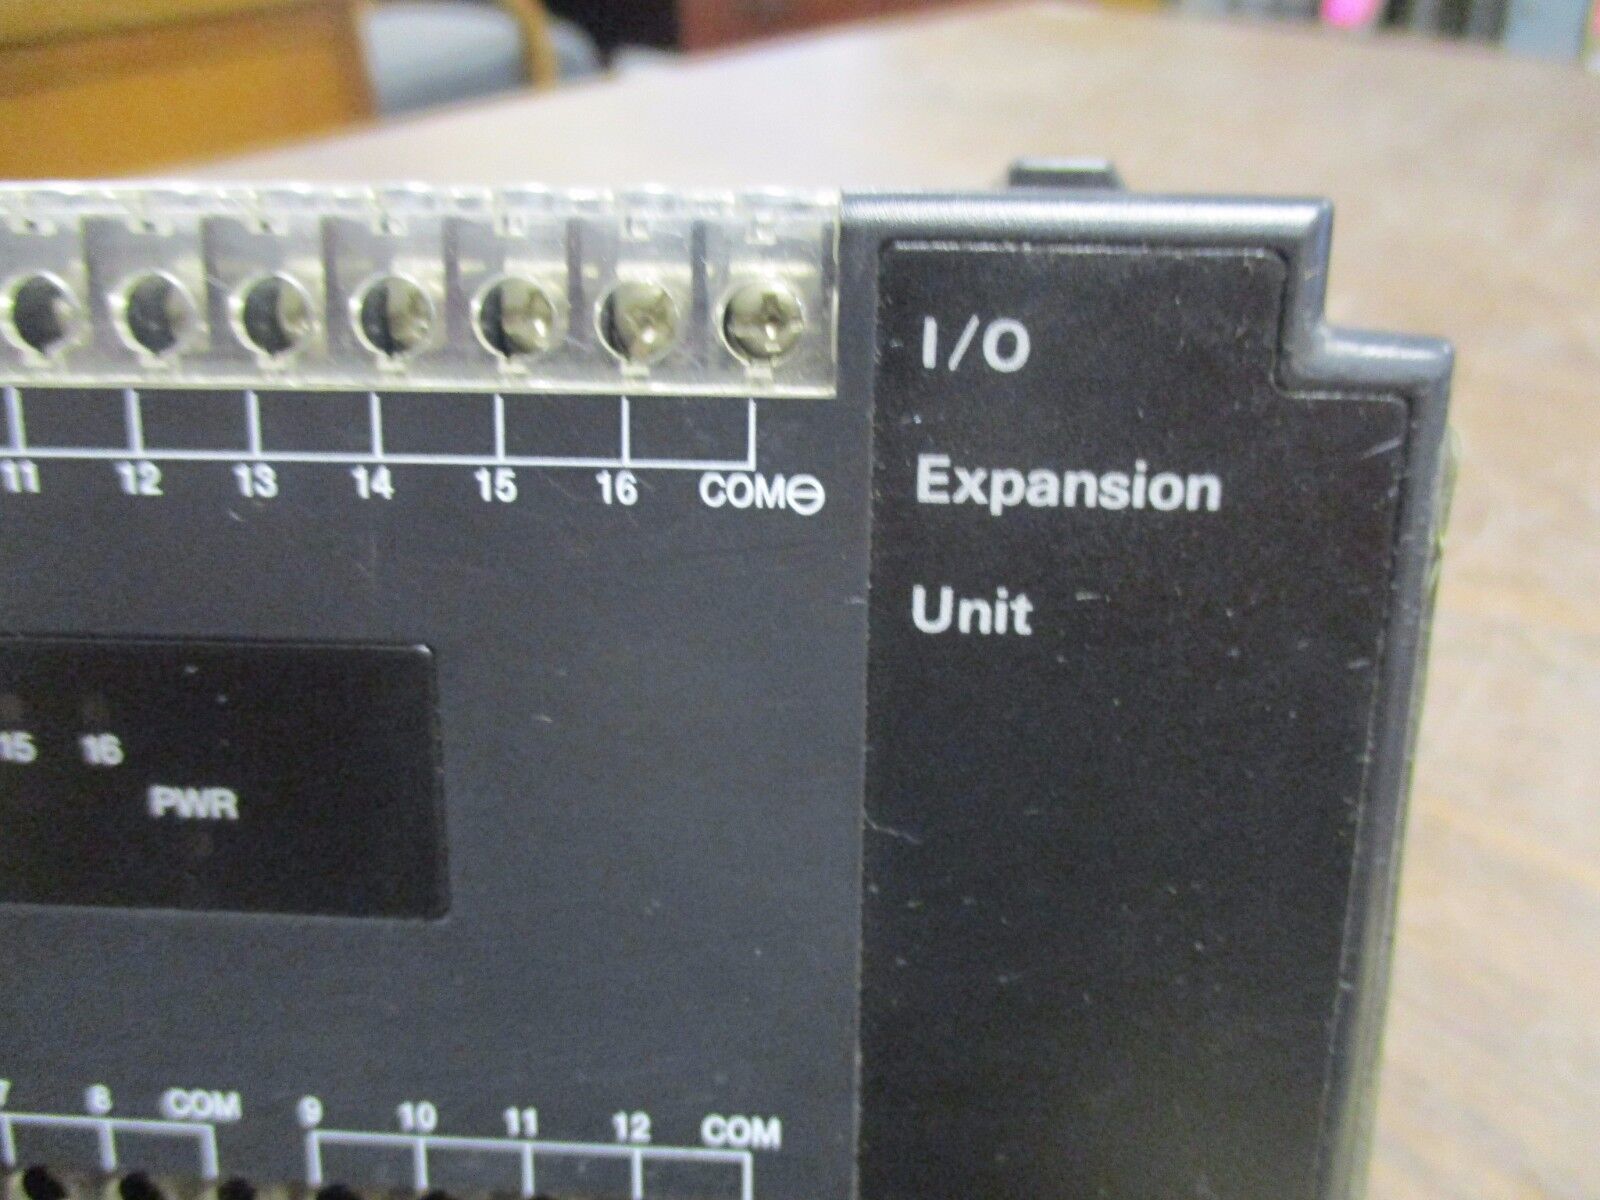 11 12 13 14 15 16 COM⊖
I/O
Expansion
Unit
15 16
PWR
7 8 COM 9 10 11 12 COM